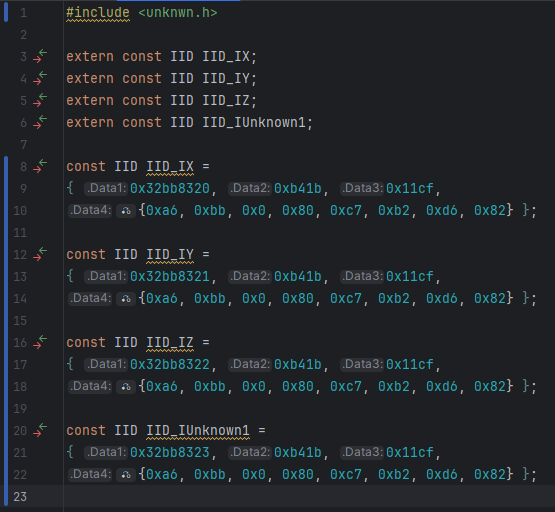 1 #include <unknwn.h>
2
3 extern const IID IID_IX;
4 extern const IID IID_IY;
5 extern const IID IID_IZ;
6 extern const IID IID_IUnknown1;
7
8 const IID IID_IX =
9 { .Data1: 0x32bb8320, .Data2: 0xb41b, .Data3: 0x11cf,
10 .Data4: {0xa6, 0xbb, 0x0, 0x80, 0xc7, 0xb2, 0xd6, 0x82} };
11
12 const IID IID_IY =
13 { .Data1: 0x32bb8321, .Data2: 0xb41b, .Data3: 0x11cf,
14 .Data4: {0xa6, 0xbb, 0x0, 0x80, 0xc7, 0xb2, 0xd6, 0x82} };
15
16 const IID IID_IZ =
17 { .Data1: 0x32bb8322, .Data2: 0xb41b, .Data3: 0x11cf,
18 .Data4: {0xa6, 0xbb, 0x0, 0x80, 0xc7, 0xb2, 0xd6, 0x82} };
19
20 const IID IID_IUnknown1 =
21 { .Data1: 0x32bb8323, .Data2: 0xb41b, .Data3: 0x11cf,
22 .Data4: {0xa6, 0xbb, 0x0, 0x80, 0xc7, 0xb2, 0xd6, 0x82} };
23